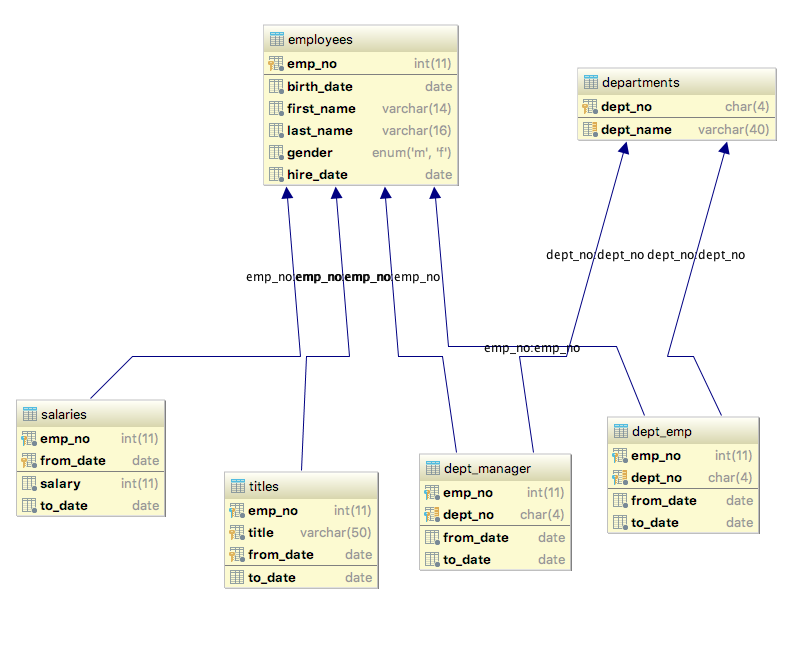 employees
emp_no int(11)
birth_date date
first_name varchar(14)
last_name varchar(16)
gender enum('m', 'f')
hire_date date
departments
dept_no char(4)
dept_name varchar(40)
dept_no:dept_no dept_no:dept_no
emp_no:emp_no:emp_no:emp_no
emp_no:emp_no
salaries
emp_no int(11)
from_date date
salary int(11)
to_date date
titles
emp_no int(11)
title varchar(50)
from_date date
to_date date
dept_manager
emp_no int(11)
dept_no char(4)
from_date date
to_date date
dept_emp
emp_no int(11)
dept_no char(4)
from_date date
to_date date